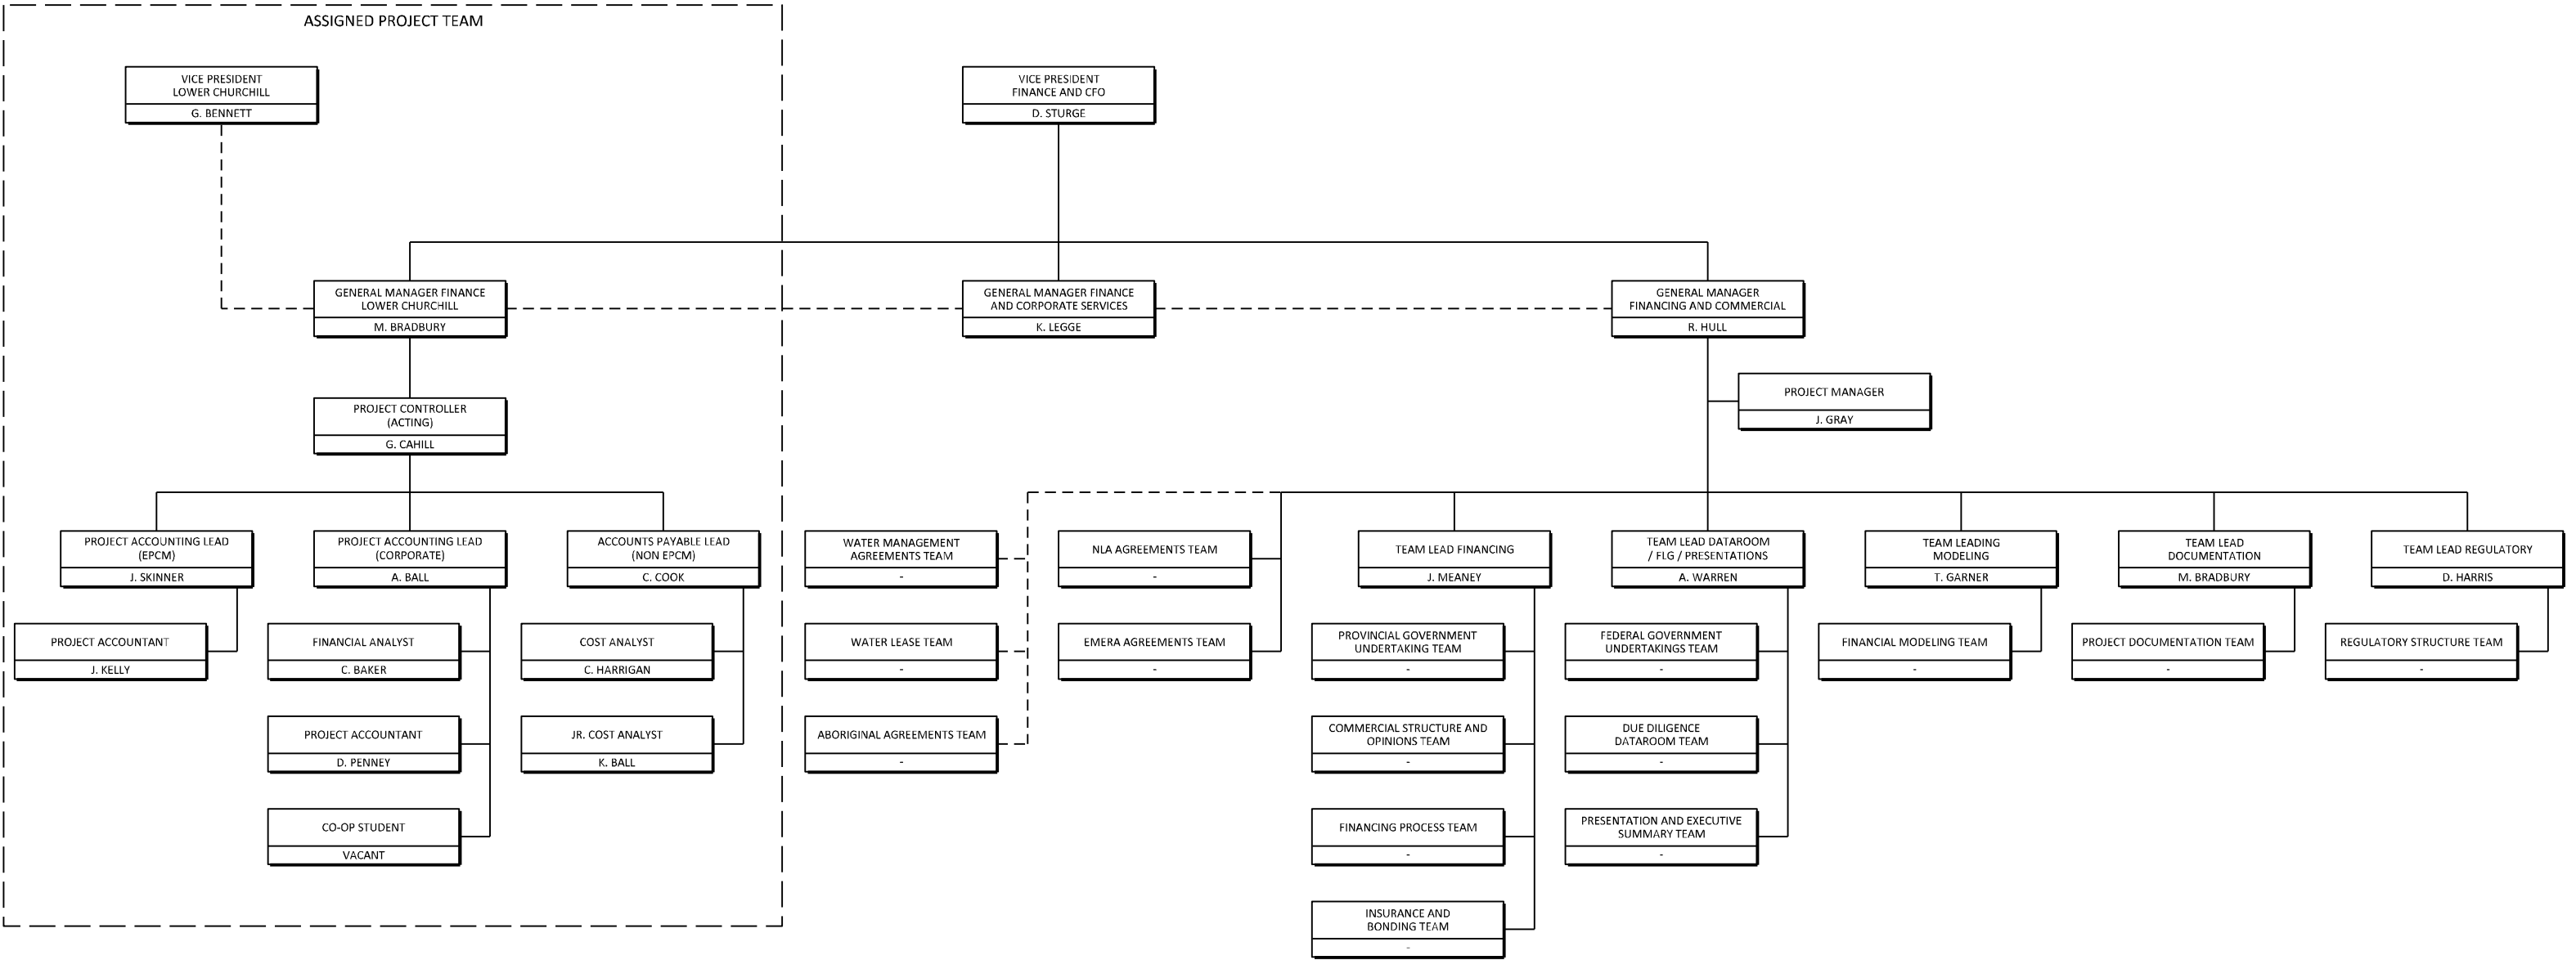 ASSIGNED PROJECT TEAM
VICE PRESIDENT
LOWER CHURCHILL
G. BENNETT
VICE PRESIDENT
FINANCE AND CFO
D. STURGE
GENERAL MANAGER FINANCE
LOWER CHURCHILL
M. BRADBURY
GENERAL MANAGER FINANCE
AND CORPORATE SERVICES
K. LEGGE
GENERAL MANAGER
FINANCING AND COMMERCIAL
R. HULL
PROJECT MANAGER
J. GRAY
PROJECT CONTROLLER
(ACTING)
G. CAHILL
PROJECT ACCOUNTING LEAD
(EPCM)
J. SKINNER
PROJECT ACCOUNTING LEAD
(CORPORATE)
A. BALL
ACCOUNTS PAYABLE LEAD
(NON EPCM)
C. COOK
WATER MANAGEMENT
AGREEMENTS TEAM
-
NLA AGREEMENTS TEAM
-
TEAM LEAD FINANCING
J. MEANEY
TEAM LEAD DATAROOM
/ FLG / PRESENTATIONS
A. WARREN
TEAM LEADING
MODELING
T. GARNER
TEAM LEAD
DOCUMENTATION
M. BRADBURY
TEAM LEAD REGULATORY
D. HARRIS
PROJECT ACCOUNTANT
J. KELLY
FINANCIAL ANALYST
C. BAKER
COST ANALYST
C. HARRIGAN
WATER LEASE TEAM
-
EMERA AGREEMENTS TEAM
-
PROVINCIAL GOVERNMENT
UNDERTAKING TEAM
-
FEDERAL GOVERNMENT
UNDERTAKINGS TEAM
-
FINANCIAL MODELING TEAM
-
PROJECT DOCUMENTATION TEAM
-
REGULATORY STRUCTURE TEAM
-
PROJECT ACCOUNTANT
D. PENNEY
JR. COST ANALYST
K. BALL
ABORIGINAL AGREEMENTS TEAM
-
COMMERCIAL STRUCTURE AND
OPINIONS TEAM
-
DUE DILIGENCE
DATAROOM TEAM
-
CO-OP STUDENT
VACANT
FINANCING PROCESS TEAM
-
PRESENTATION AND EXECUTIVE
SUMMARY TEAM
-
INSURANCE AND
BONDING TEAM
-